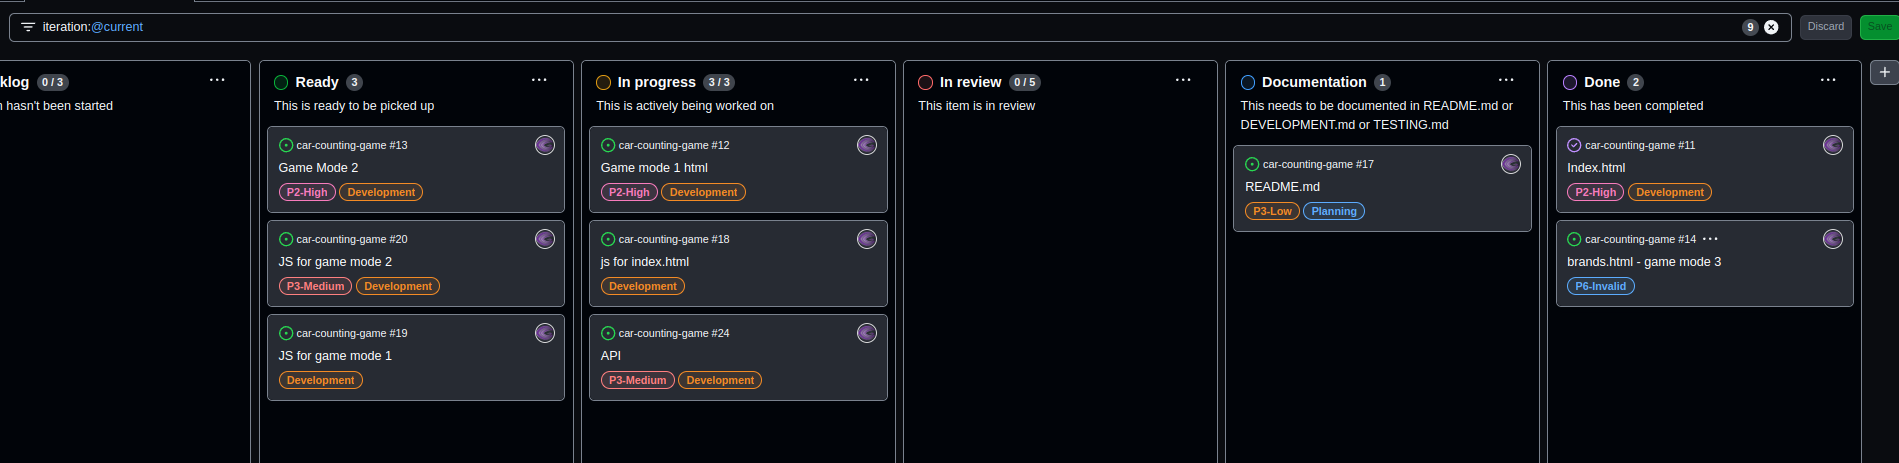 iteration:@current
9
Discard
Save
klog 0 / 3
hasn't been started
Ready 3
This is ready to be picked up
car-counting-game #13
Game Mode 2
P2-High Development
car-counting-game #20
JS for game mode 2
P3-Medium Development
car-counting-game #19
JS for game mode 1
Development
In progress 3 / 3
This is actively being worked on
car-counting-game #12
Game mode 1 html
P2-High Development
car-counting-game #18
js for index.html
Development
car-counting-game #24
API
P3-Medium Development
In review 0 / 5
This item is in review
Documentation 1
This needs to be documented in README.md or
DEVELOPMENT.md or TESTING.md
car-counting-game #17
README.md
P3-Low Planning
Done 2
This has been completed
car-counting-game #11
Index.html
P2-High Development
car-counting-game #14
brands.html - game mode 3
P6-Invalid